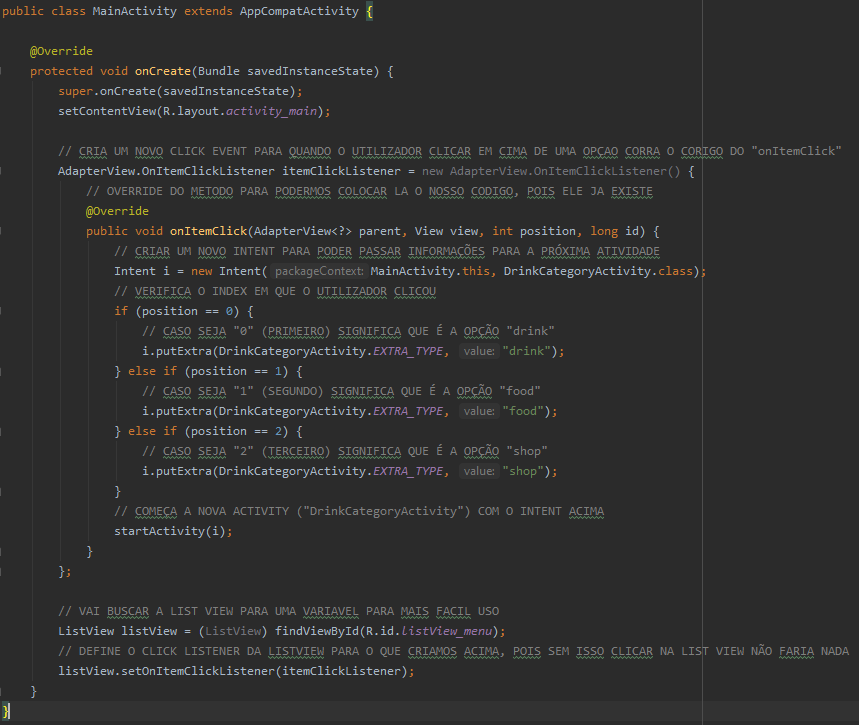 public class MainActivity extends AppCompatActivity {
@Override
protected void onCreate(Bundle savedInstanceState) {
super.onCreate(savedInstanceState);
setContentView(R.layout.activity_main);
// CRIA UM NOVO CLICK EVENT PARA QUANDO O UTILIZADOR CLICAR EM CIMA DE UMA OPÇAO CORRA O CORIGO DO "onItemClick"
AdapterView.OnItemClickListener itemClickListener = new AdapterView.OnItemClickListener() {
// OVERRIDE DO METODO PARA PODERMOS COLOCAR LA O NOSSO CODIGO, POIS ELE JA EXISTE
@Override
public void onItemClick(AdapterView<?> parent, View view, int position, long id) {
// CRIAR UM NOVO INTENT PARA PODER PASSAR INFORMAÇÕES PARA A PRÓXIMA ATIVIDADE
Intent i = new Intent( packageContext: MainActivity.this, DrinkCategoryActivity.class);
// VERIFICA O INDEX EM QUE O UTILIZADOR CLICOU
if (position == 0) {
// CASO SEJA "0" (PRIMEIRO) SIGNIFICA QUE É A OPÇÃO "drink"
i.putExtra(DrinkCategoryActivity.EXTRA_TYPE, value: "drink");
} else if (position == 1) {
// CASO SEJA "1" (SEGUNDO) SIGNIFICA QUE É A OPÇÃO "food"
i.putExtra(DrinkCategoryActivity.EXTRA_TYPE, value: "food");
} else if (position == 2) {
// CASO SEJA "2" (TERCEIRO) SIGNIFICA QUE É A OPÇÃO "shop"
i.putExtra(DrinkCategoryActivity.EXTRA_TYPE, value: "shop");
}
// COMEÇA A NOVA ACTIVITY ("DrinkCategoryActivity") COM O INTENT ACIMA
startActivity(i);
}
};
// VAI BUSCAR A LIST VIEW PARA UMA VARIAVEL PARA MAIS FACIL USO
ListView listView = (ListView) findViewById(R.id.listView_menu);
// DEFINE O CLICK LISTENER DA LISTVIEW PARA O QUE CRIAMOS ACIMA, POIS SEM ISSO CLICAR NA LIST VIEW NÃO FARIA NADA
listView.setOnItemClickListener(itemClickListener);
}
}